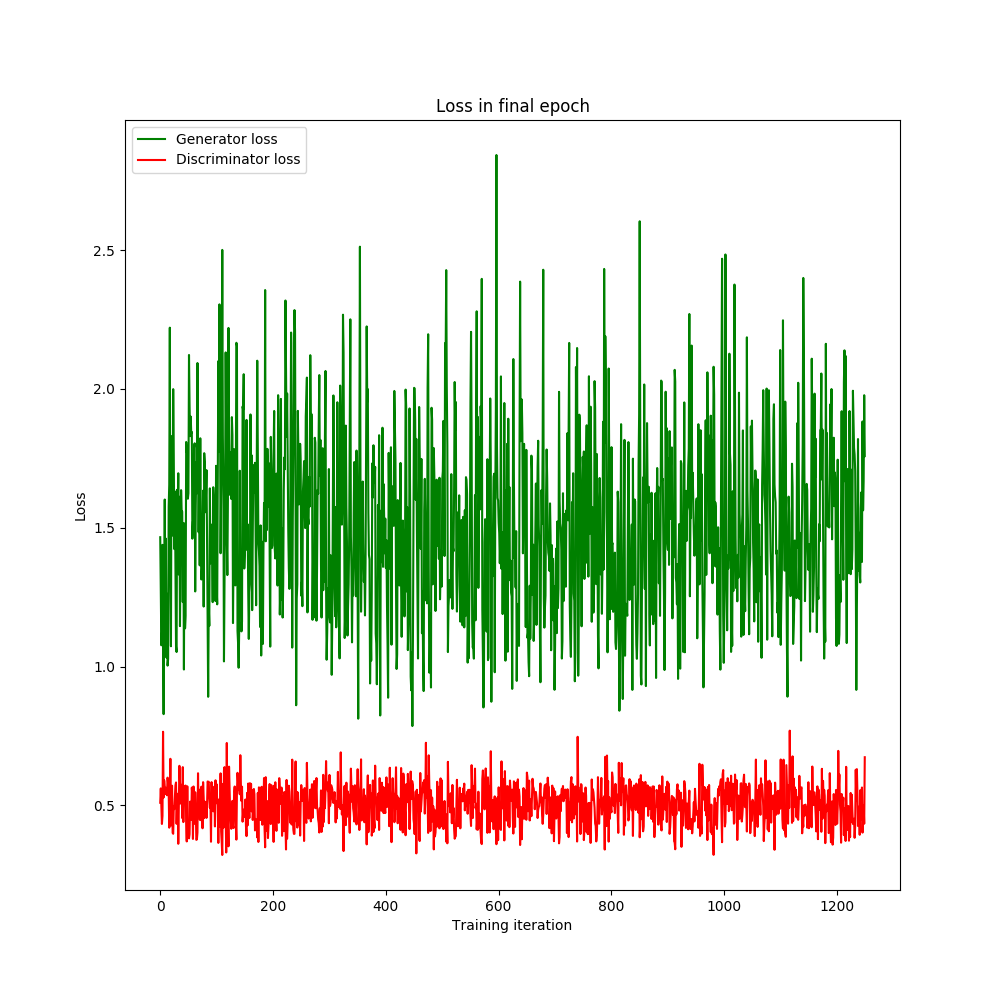 Loss in final epoch
Generator loss
Discriminator loss
2.5
2.0
1.5
1.0
0.5
Loss
0 200 400 600 800 1000 1200
Training iteration